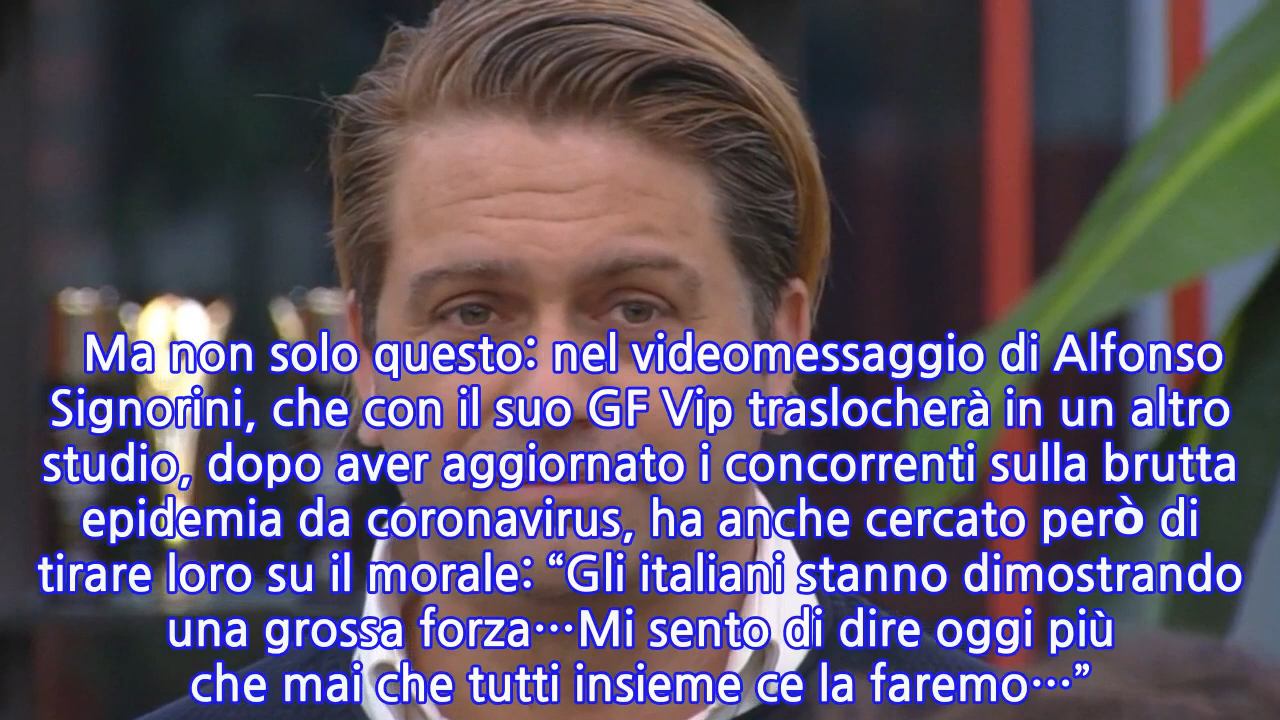 Ma non solo questo: nel videomessaggio di Alfonso
Signorini, che con il suo GF Vip traslocherà in un altro
studio, dopo aver aggiornato i concorrenti sulla brutta
epidemia da coronavirus, ha anche cercato però di
tirare loro su il morale: “Gli italiani stanno dimostrando
una grossa forza…Mi sento di dire oggi più
che mai che tutti insieme ce la faremo…”